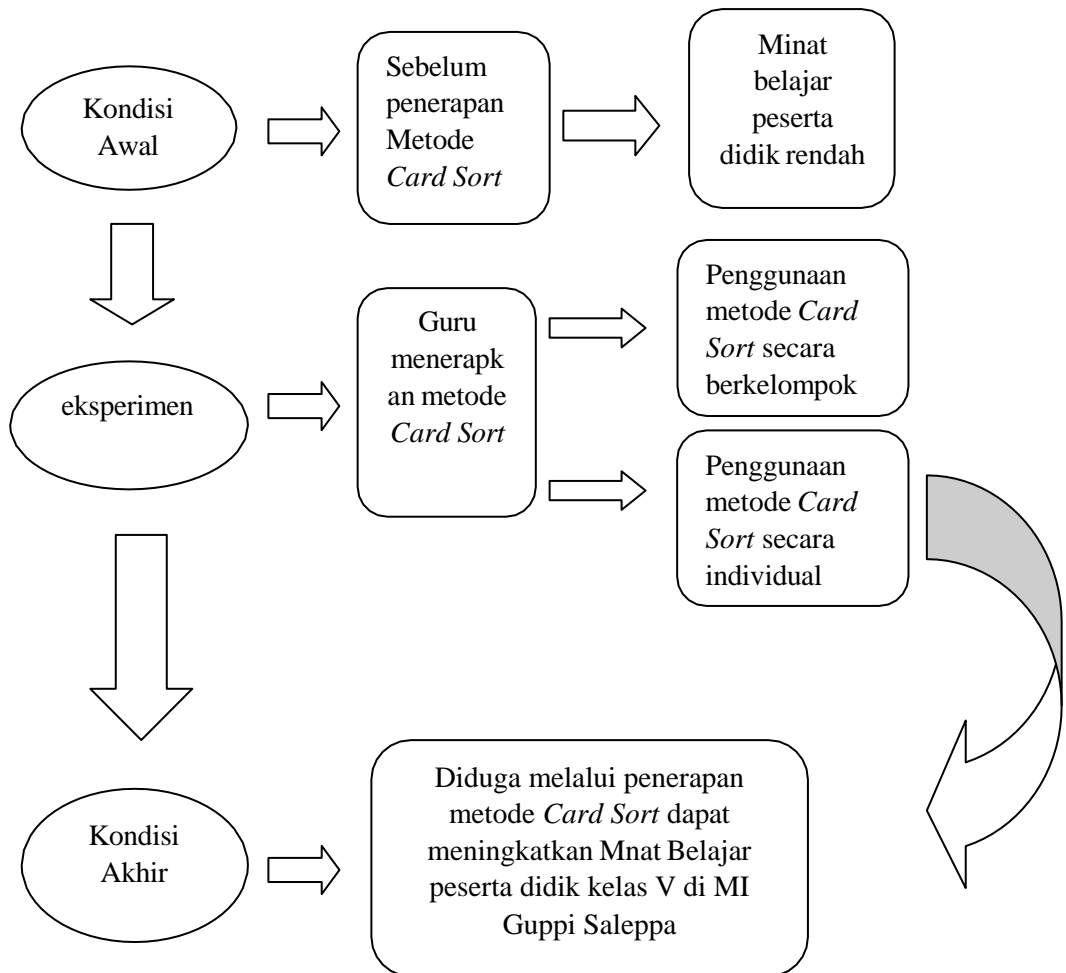 Kondisi
Awal
Sebelum
penerapan
Metode
Card Sort
Minat
belajar
peserta
didik rendah
eksperimen
Guru
menerapk
an metode
Card Sort
Penggunaan
metode Card
Sort secara
berkelompok
Penggunaan
metode Card
Sort secara
individual
Kondisi
Akhir
Diduga melalui penerapan
metode Card Sort dapat
meningkatkan Mnat Belajar
peserta didik kelas V di MI
Guppi Saleppa